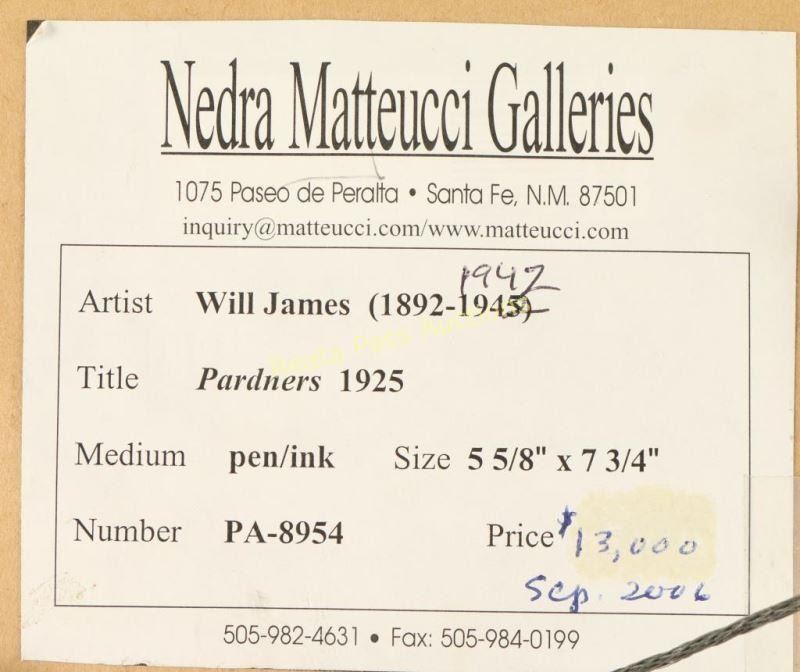 Nedra Matteucci Galleries
1075 Paseo de Peralta • Santa Fe, N.M. 87501
inquiry@matteucci.com/www.matteucci.com
1942
Artist Will James (1892-1945)
Title Pardners 1925
Medium pen/ink Size 5 5/8" x 7 3/4"
Number PA-8954 Price $13,000
Sep. 2006
505-982-4631 • Fax: 505-984-0199